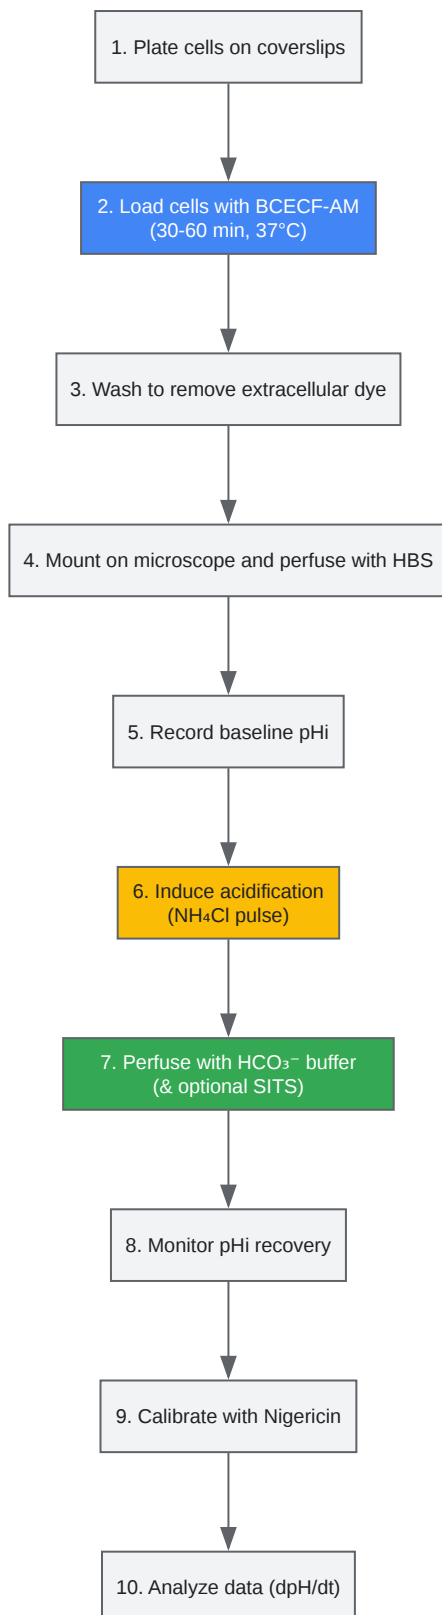 1. Plate cells on coverslips
2. Load cells with BCECF-AM
(30-60 min, 37°C)
3. Wash to remove extracellular dye
4. Mount on microscope and perfuse with HBS
5. Record baseline pHi
6. Induce acidification
(NH₄Cl pulse)
7. Perfuse with HCO₃⁻ buffer
(& optional SITS)
8. Monitor pHi recovery
9. Calibrate with Nigericin
10. Analyze data (dpH/dt)